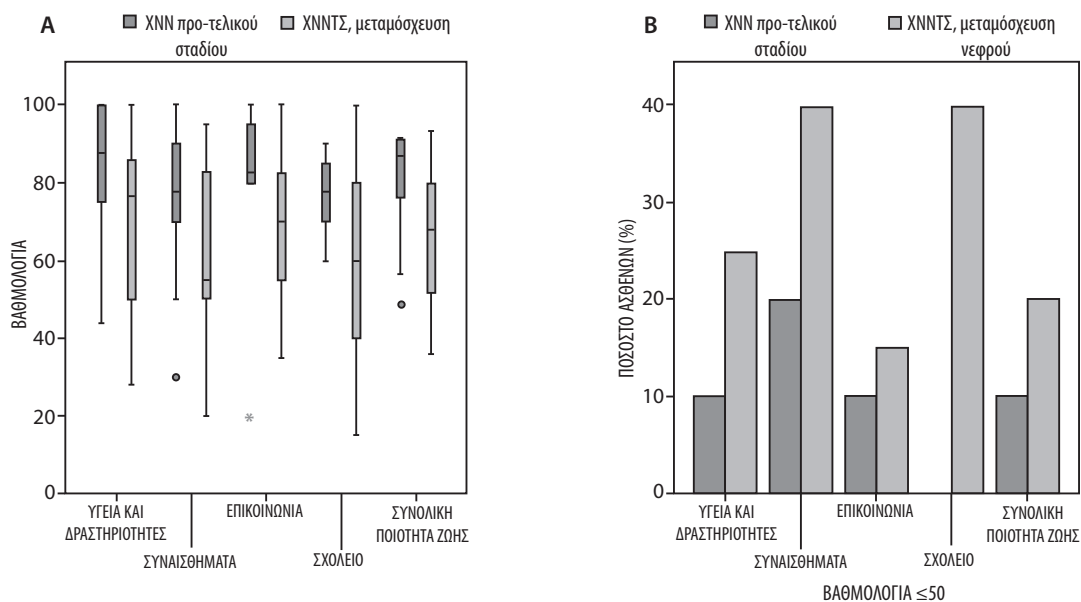 A
ΧΝΝ προ-τελικού
σταδίου
ΧΝΝΤΣ, μεταμόσχευση
ΒΑΘΜΟΛΟΓΙΑ
100
80
60
40
20
0
*
ΥΓΕΙΑ ΚΑΙ
ΔΡΑΣΤΗΡΙΟΤΗΤΕΣ
ΣΥΝΑΙΣΘΗΜΑΤΑ
ΕΠΙΚΟΙΝΩΝΙΑ
ΣΧΟΛΕΙΟ
ΣΥΝΟΛΙΚΗ
ΠΟΙΟΤΗΤΑ ΖΩΗΣ
B
ΧΝΝ προ-τελικού
σταδίου
ΧΝΝΤΣ, μεταμόσχευση
νεφρού
ΠΟΣΟΣΤΟ ΑΣΘΕΝΩΝ (%)
40
30
20
10
0
ΥΓΕΙΑ ΚΑΙ
ΔΡΑΣΤΗΡΙΟΤΗΤΕΣ
ΣΥΝΑΙΣΘΗΜΑΤΑ
ΕΠΙΚΟΙΝΩΝΙΑ
ΣΧΟΛΕΙΟ
ΣΥΝΟΛΙΚΗ
ΠΟΙΟΤΗΤΑ ΖΩΗΣ
ΒΑΘΜΟΛΟΓΙΑ ≤50